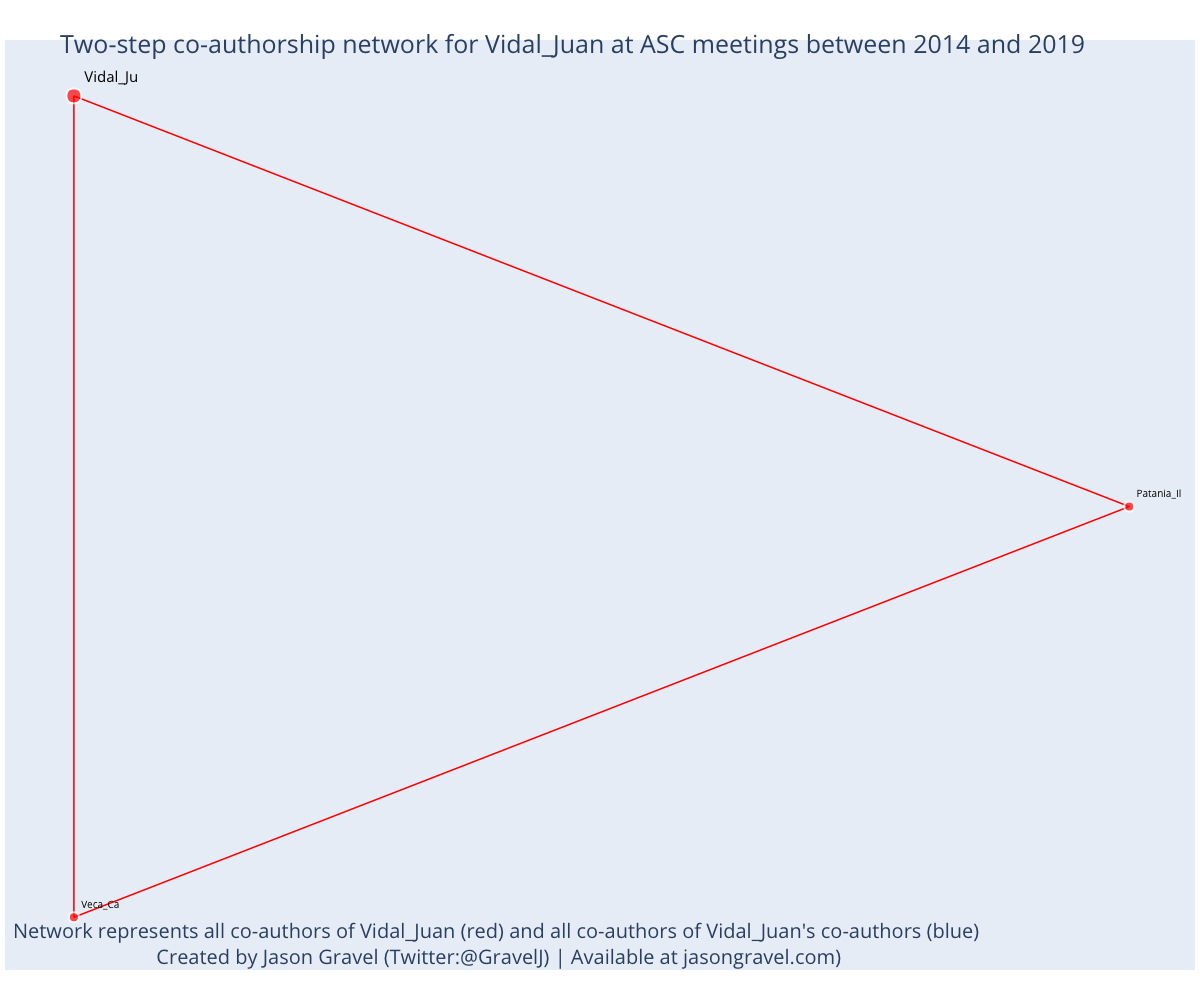 Two-step co-authorship network for Vidal_Juan at ASC meetings between 2014 and 2019
Vidal_Ju
Patania_Il
Veca_Ca
Network represents all co-authors of Vidal_Juan (red) and all co-authors of Vidal_Juan's co-authors (blue)
Created by Jason Gravel (Twitter:@GravelJ) | Available at jasongravel.com)